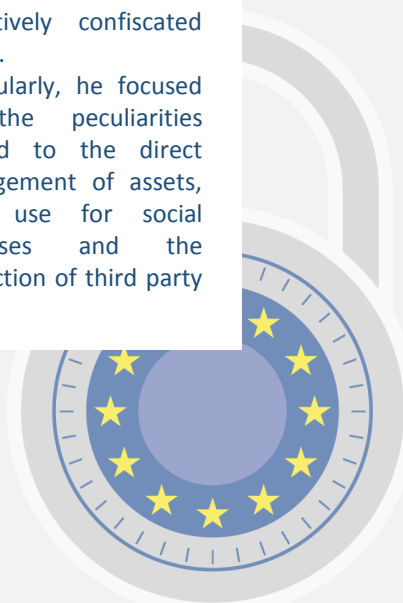 tively confiscated
.
ularly, he focused
the peculiarities
d to the direct
gement of assets,
use for social
ses and the
ction of third party